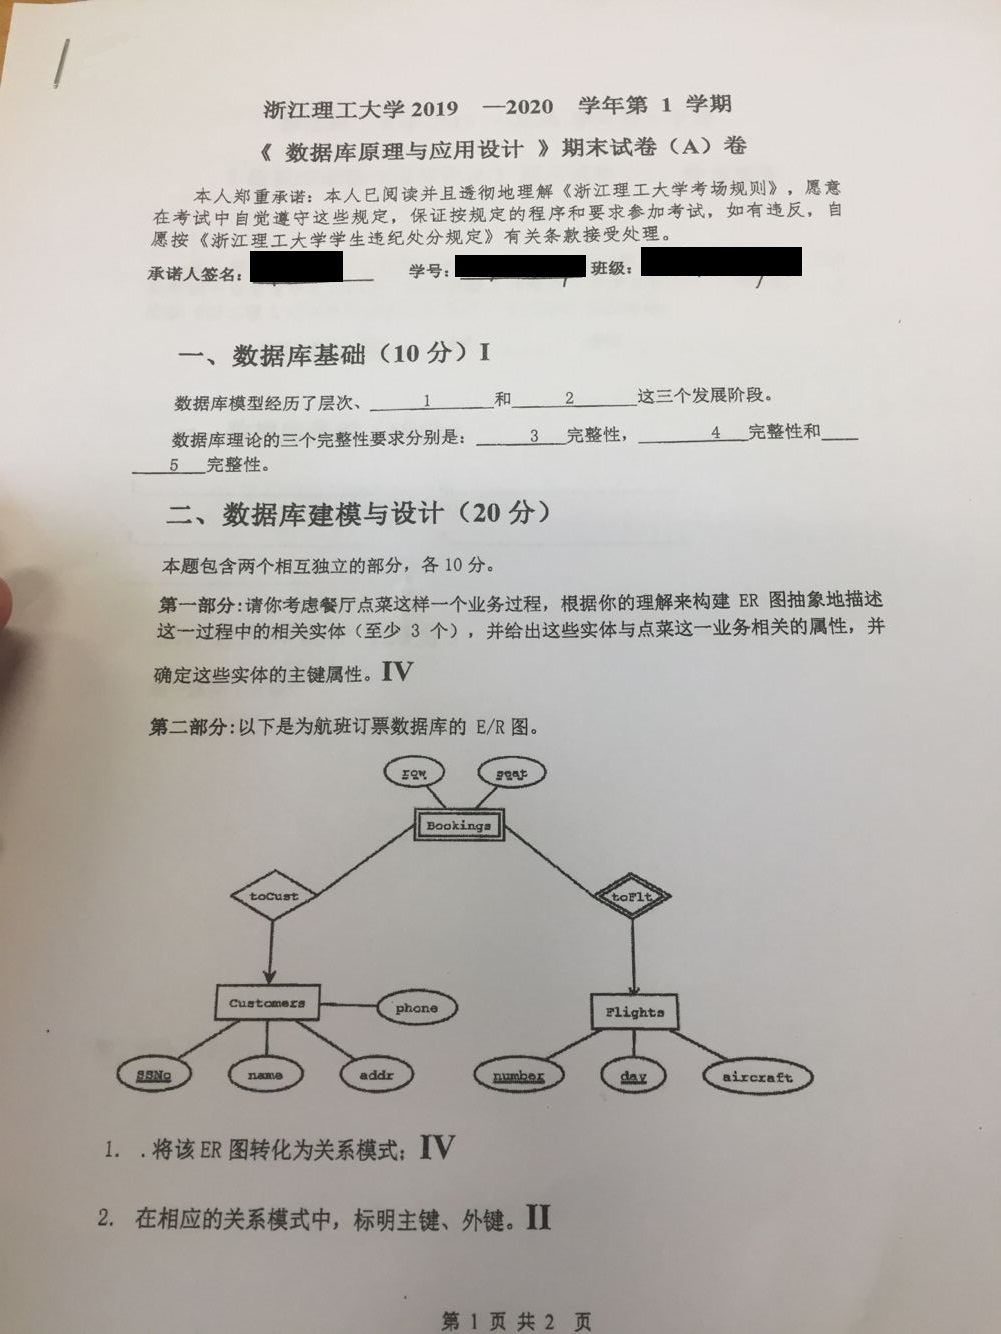 浙江理工大学 2019 —2020 学年第 1 学期
《 数据库原理与应用设计 》期末试卷（A）卷
本人郑重承诺：本人已阅读并且透彻地理解《浙江理工大学考场规则》，愿意
在考试中自觉遵守这些规定，保证按规定的程序和要求参加考试，如有违反，自
愿按《浙江理工大学学生违纪处分规定》有关条款接受处理。
承诺人签名： 学号： 班级：
一、数据库基础（10 分）I
数据库模型经历了层次、 1 和 2 这三个发展阶段。
数据库理论的三个完整性要求分别是： 3 完整性， 4 完整性和
5 完整性。
二、数据库建模与设计（20 分）
本题包含两个相互独立的部分，各 10 分。
第一部分:请你考虑餐厅点菜这样一个业务过程，根据你的理解来构建 ER 图抽象地描述
这一过程中的相关实体（至少 3 个），并给出这些实体与点菜这一业务相关的属性，并
确定这些实体的主键属性。IV
第二部分:以下是为航班订票数据库的 E/R 图。
row seat
Bookings
toCust toFlt
Customers phone Flights
SSNo name addr number day aircraft
1. . 将该 ER 图转化为关系模式; IV
2. 在相应的关系模式中，标明主键、外键。II
第 1 页 共 2 页